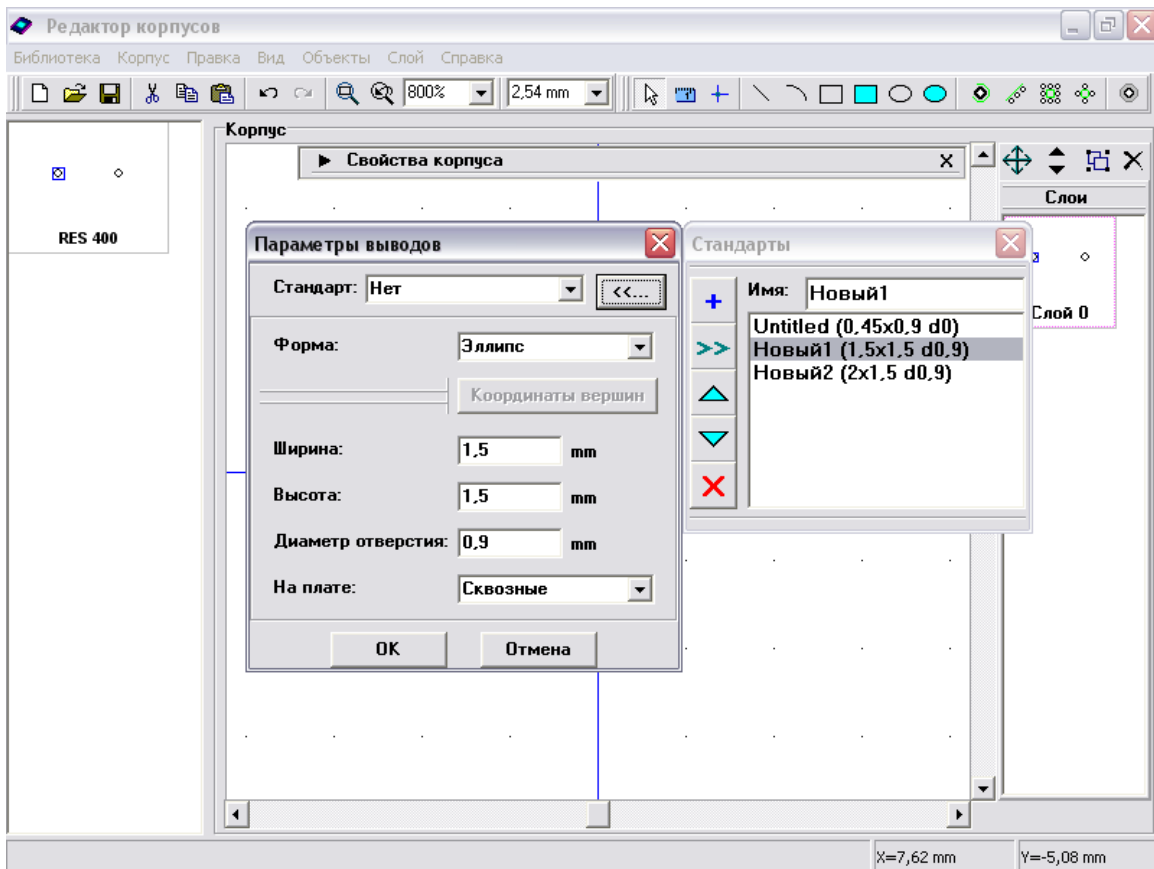 Редактор корпусов
Библиотека Корпус Правка Вид Объекты Слой Справка
800% 2,54 mm
Корпус
Свойства корпуса X
Слои
RES 400
Слой 0
Параметры выводов
Стандарт: Нет <<...
Форма: Эллипс
Координаты вершин
Ширина: 1,5 mm
Высота: 1,5 mm
Диаметр отверстия: 0,9 mm
На плате: Сквозные
OK Отмена
Стандарты
Имя: Новый1
>>
Untitled (0,45x0,9 d0)
Новый1 (1,5x1,5 d0,9)
Новый2 (2x1,5 d0,9)
X=7,62 mm Y=-5,08 mm